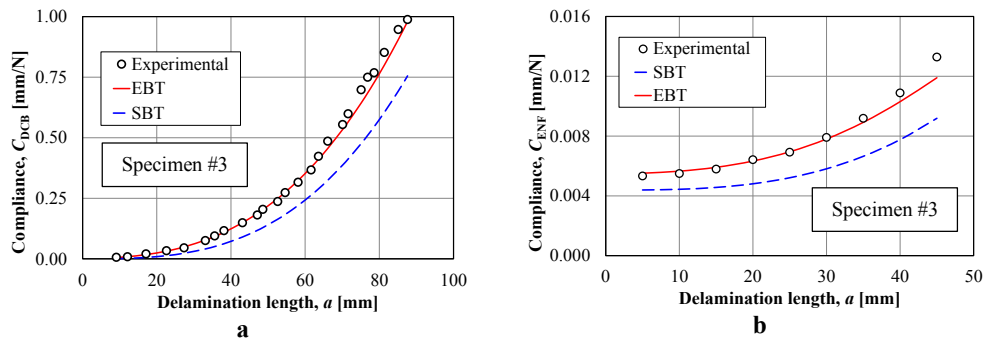 1.00
0.75
0.50
0.25
0.00
Compliance, C_DCB [mm/N]
Experimental
EBT
SBT
Specimen #3
0 20 40 60 80 100
Delamination length, a [mm]
a
0.016
0.012
0.008
0.004
0.000
Compliance, C_ENF [mm/N]
Experimental
SBT
EBT
Specimen #3
0 10 20 30 40 50
Delamination length, a [mm]
b